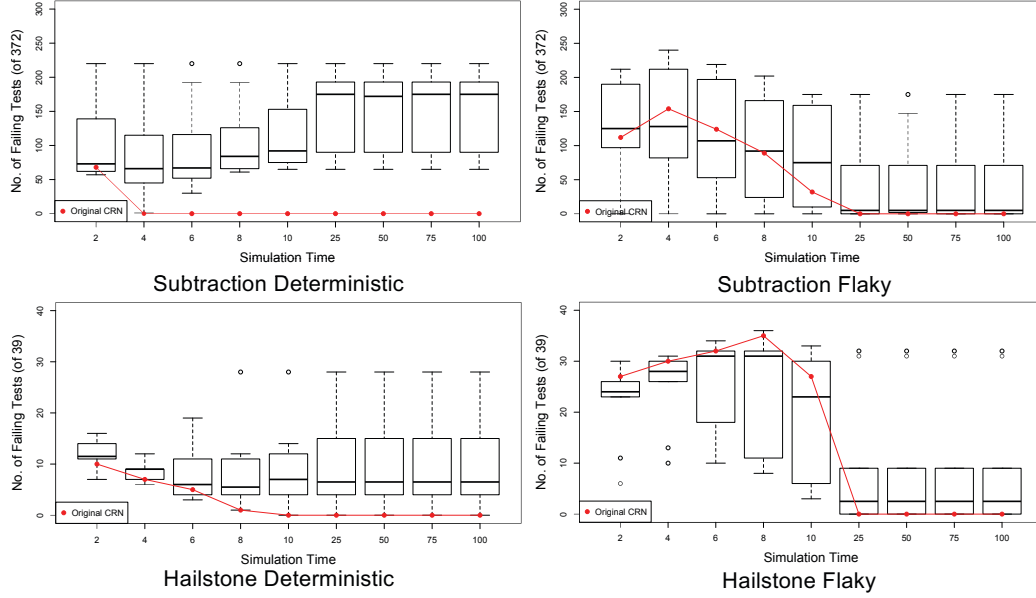 No. of Failing Tests (of 372)
300
250
200
150
100
50
0
Original CRN
2 4 6 8 10 25 50 75 100
Simulation Time
Subtraction Deterministic
No. of Failing Tests (of 372)
300
250
200
150
100
50
0
Original CRN
2 4 6 8 10 25 50 75 100
Simulation Time
Subtraction Flaky
No. of Failing Tests (of 39)
40
30
20
10
0
Original CRN
2 4 6 8 10 25 50 75 100
Simulation Time
Hailstone Deterministic
No. of Failing Tests (of 39)
40
30
20
10
0
Original CRN
2 4 6 8 10 25 50 75 100
Simulation Time
Hailstone Flaky